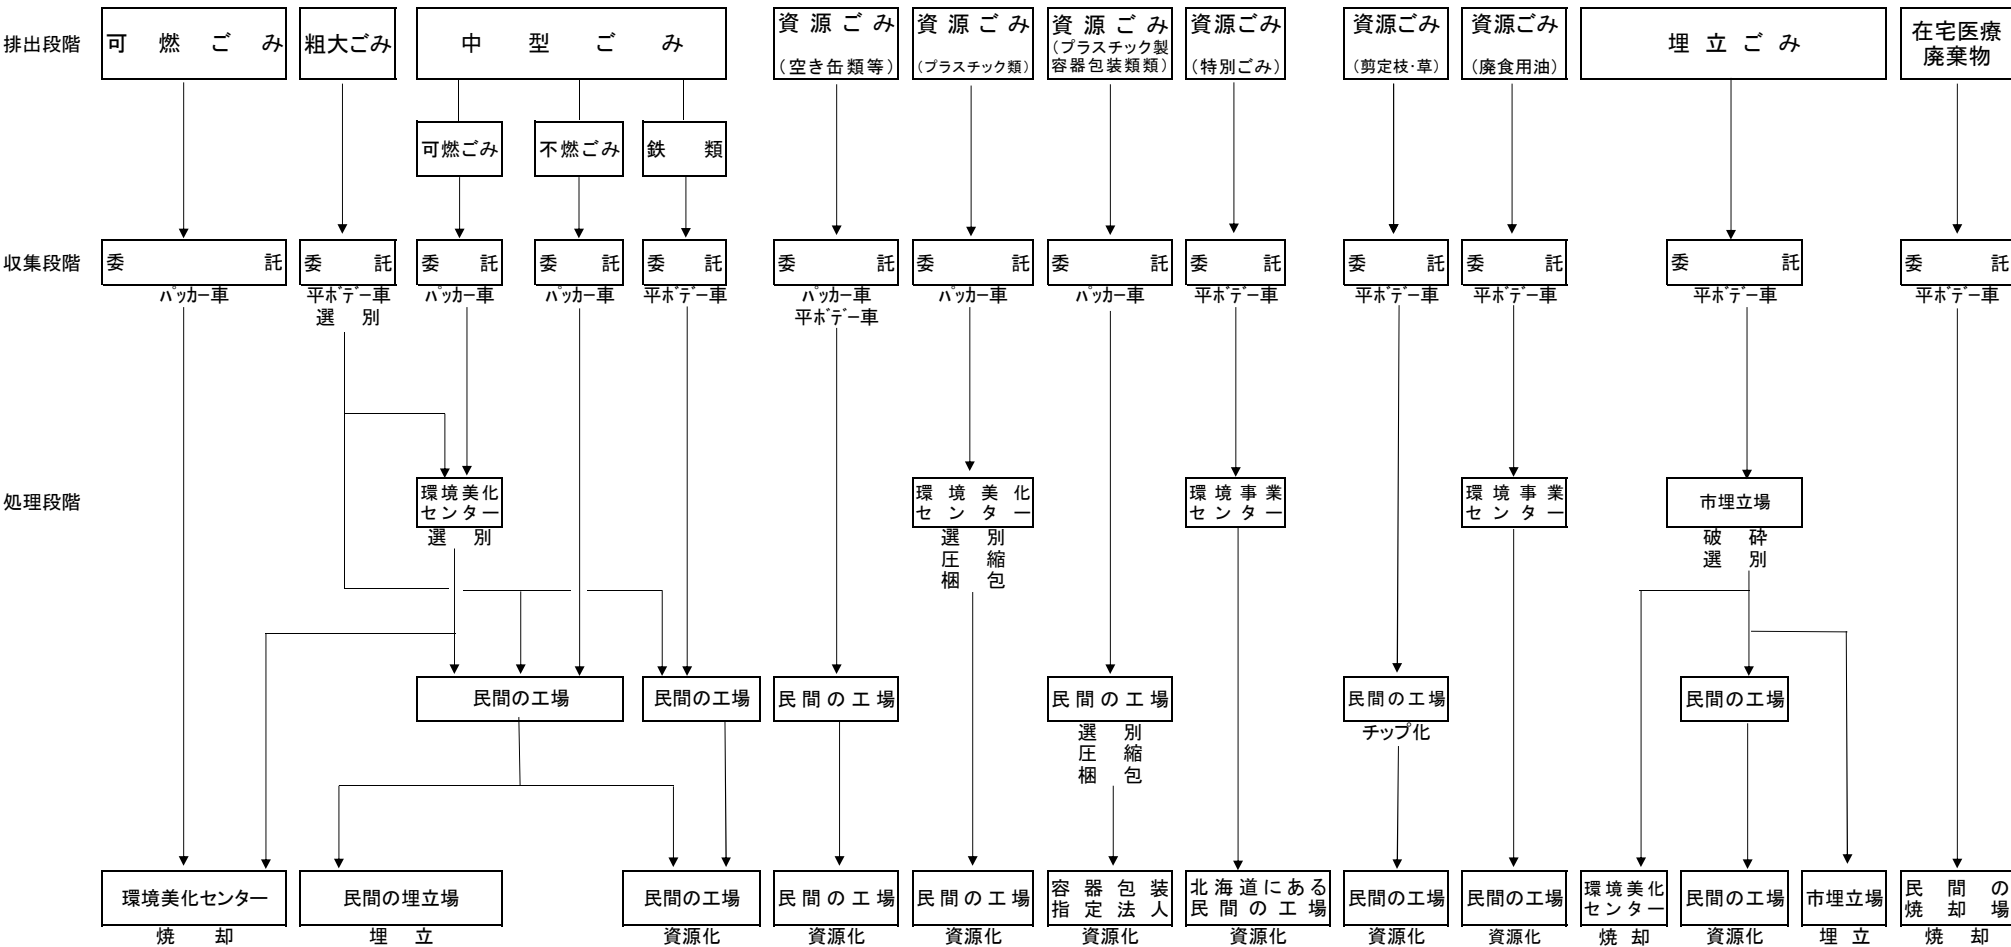 排出段階
可燃ごみ
粗大ごみ
中型ごみ
資源ごみ
(空き缶類等)
資源ごみ
(プラスチック類)
資源ごみ
(プラスチック製
容器包装類類)
資源ごみ
(特別ごみ)
資源ごみ
(剪定枝・草)
資源ごみ
(廃食用油)
埋立ごみ
在宅医療
廃棄物
可燃ごみ
不燃ごみ
鉄類
収集段階
委託
パッカー車
委託
平ボデー車
選別
委託
パッカー車
委託
パッカー車
委託
平ボデー車
委託
パッカー車
平ボデー車
委託
パッカー車
委託
パッカー車
委託
平ボデー車
委託
平ボデー車
委託
平ボデー車
委託
平ボデー車
委託
平ボデー車
処理段階
環境美化
センター
選別
環境美化
センター
選別
圧縮
梱包
環境事業
センター
環境事業
センター
市埋立場
破砕
選別
民間の工場
民間の工場
民間の工場
民間の工場
選別
圧縮
梱包
民間の工場
チップ化
民間の工場
環境美化センター
焼却
民間の埋立場
埋立
民間の工場
資源化
民間の工場
資源化
民間の工場
資源化
容器包装
指定法人
資源化
北海道にある
民間の工場
資源化
民間の工場
資源化
民間の工場
資源化
環境美化
センター
焼却
民間の工場
資源化
市埋立場
埋立
民間の
焼却場
焼却